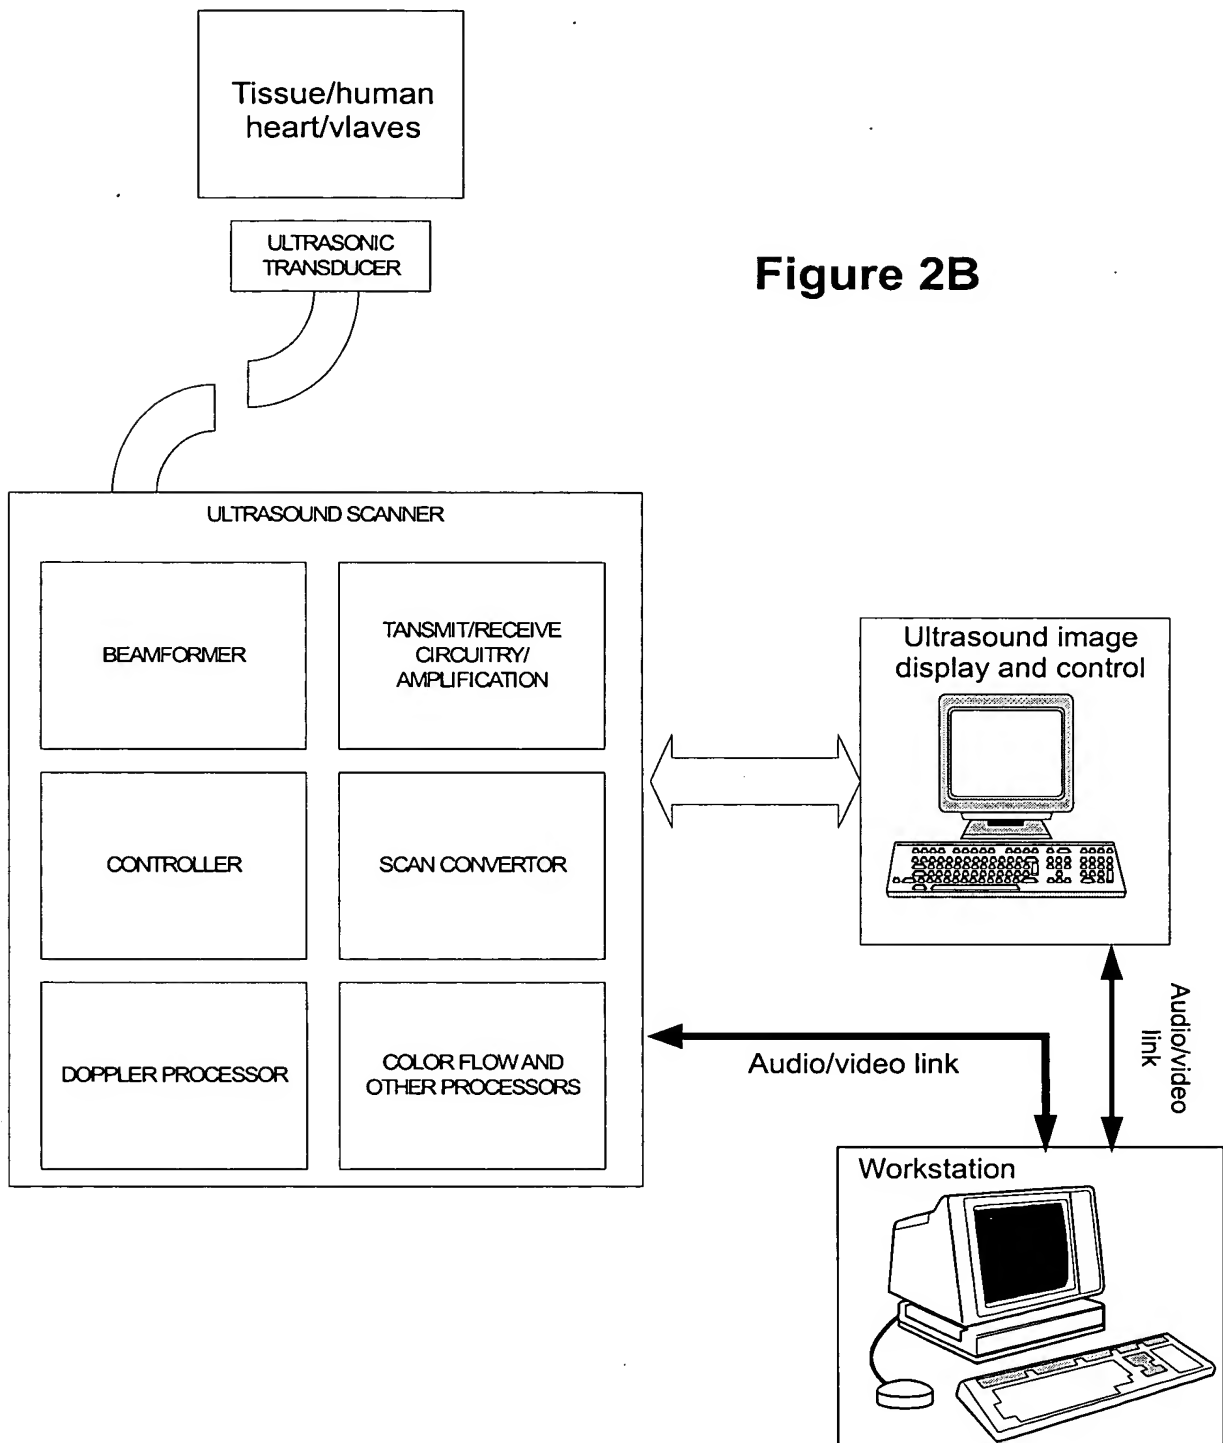 Tissue/human
heart/vlaves
ULTRASONIC
TRANSDUCER
Figure 2B
ULTRASOUND SCANNER
BEAMFORMER
TANSMIT/RECEIVE
CIRCUITRY/
AMPLIFICATION
CONTROLLER
SCAN CONVERTOR
DOPPLER PROCESSOR
COLOR FLOW AND
OTHER PROCESSORS
Ultrasound image
display and control
Audio/video link
Audio/video
link
Workstation